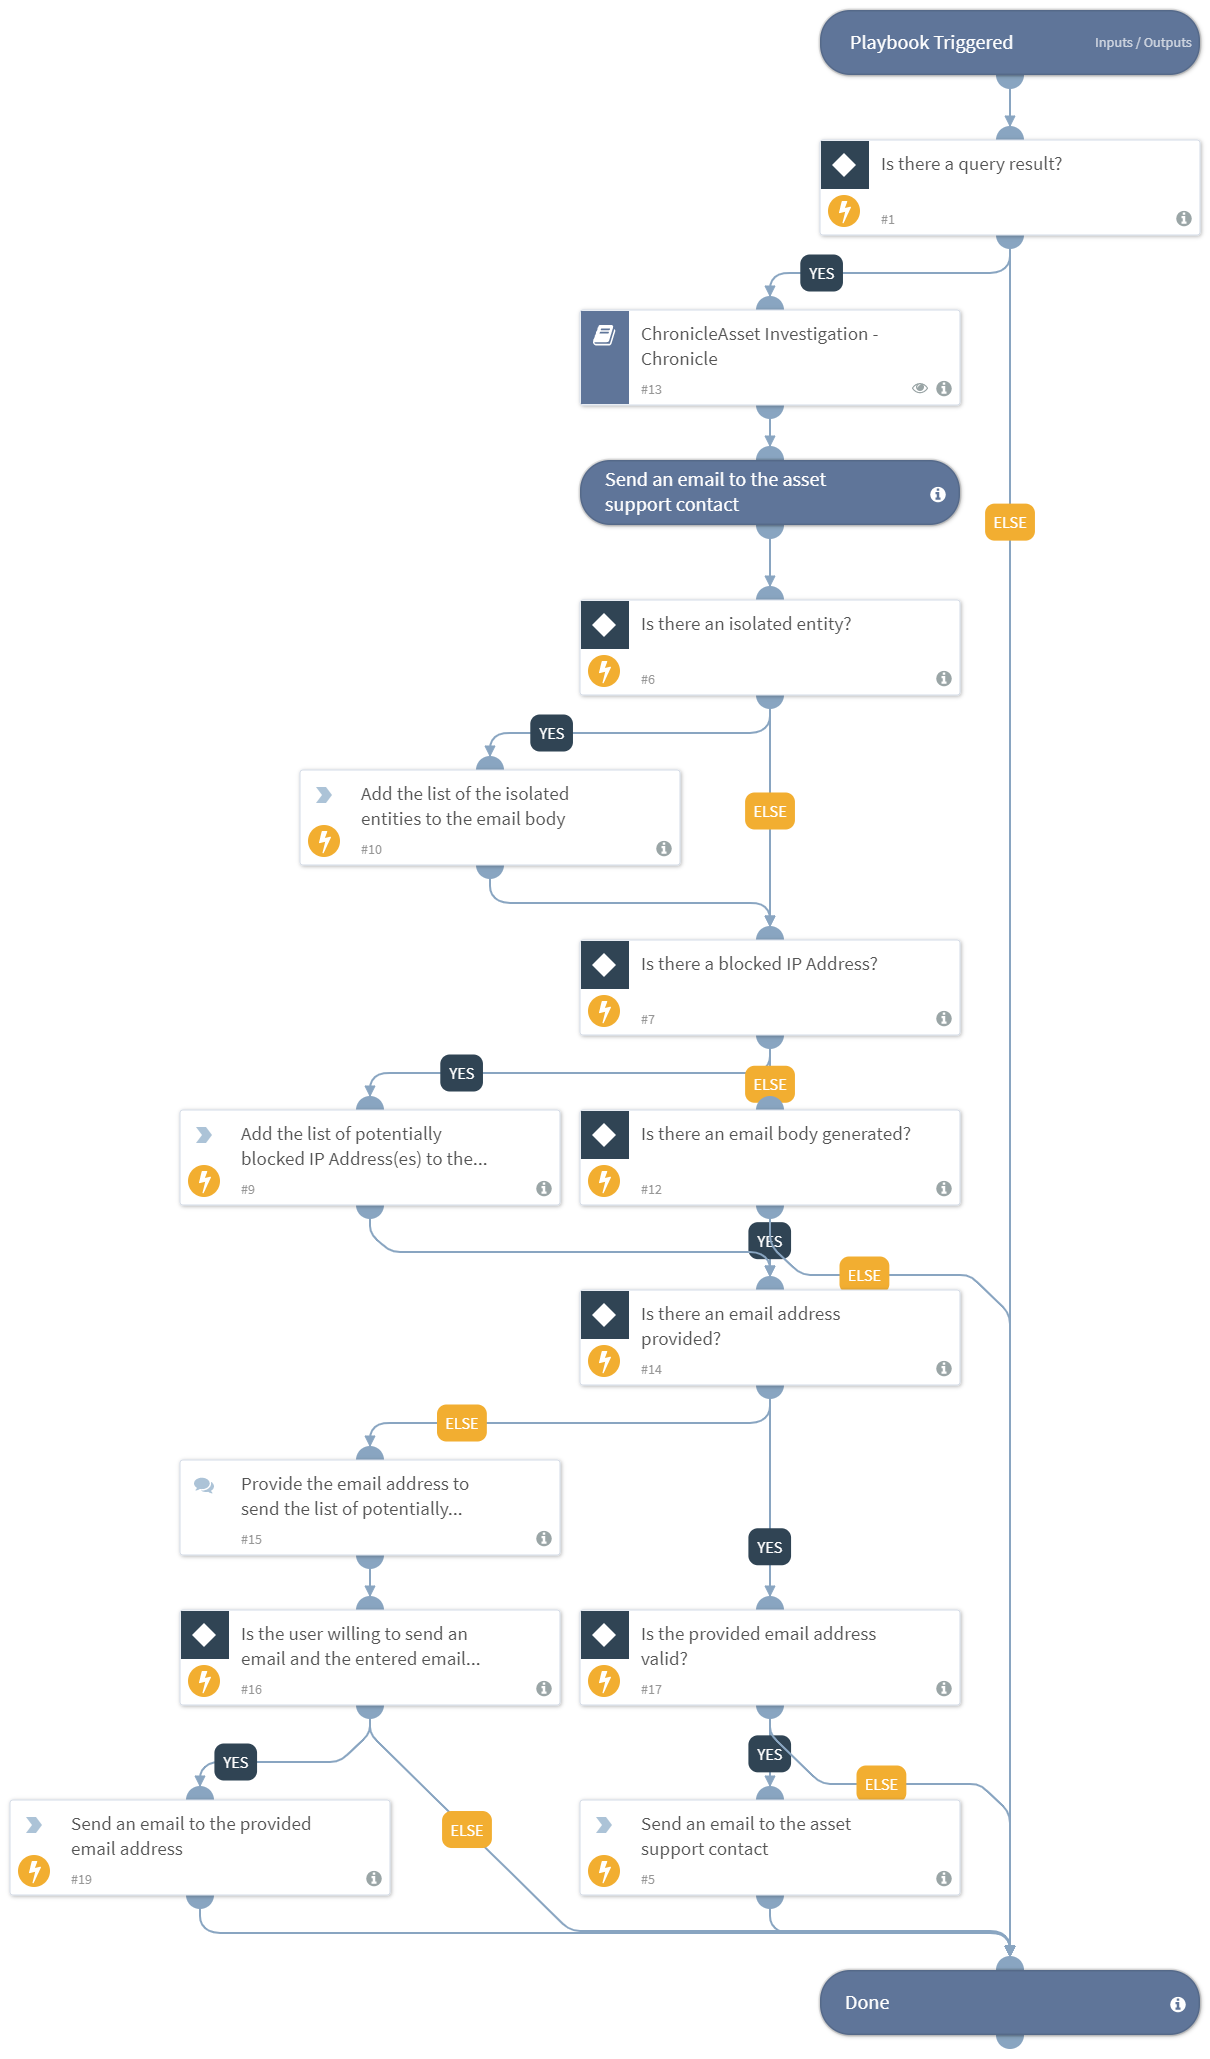 Playbook Triggered
Inputs / Outputs
Is there a query result?
#1
YES
ChronicleAsset Investigation -
Chronicle
#13
Send an email to the asset
support contact
ELSE
Is there an isolated entity?
#6
YES
Add the list of the isolated
entities to the email body
#10
ELSE
Is there a blocked IP Address?
#7
YES
ELSE
Add the list of potentially
blocked IP Address(es) to the...
#9
Is there an email body generated?
#12
YES
ELSE
Is there an email address
provided?
#14
ELSE
Provide the email address to
send the list of potentially...
#15
YES
Is the user willing to send an
email and the entered email...
#16
Is the provided email address
valid?
#17
YES
YES
ELSE
Send an email to the provided
email address
#19
ELSE
Send an email to the asset
support contact
#5
Done